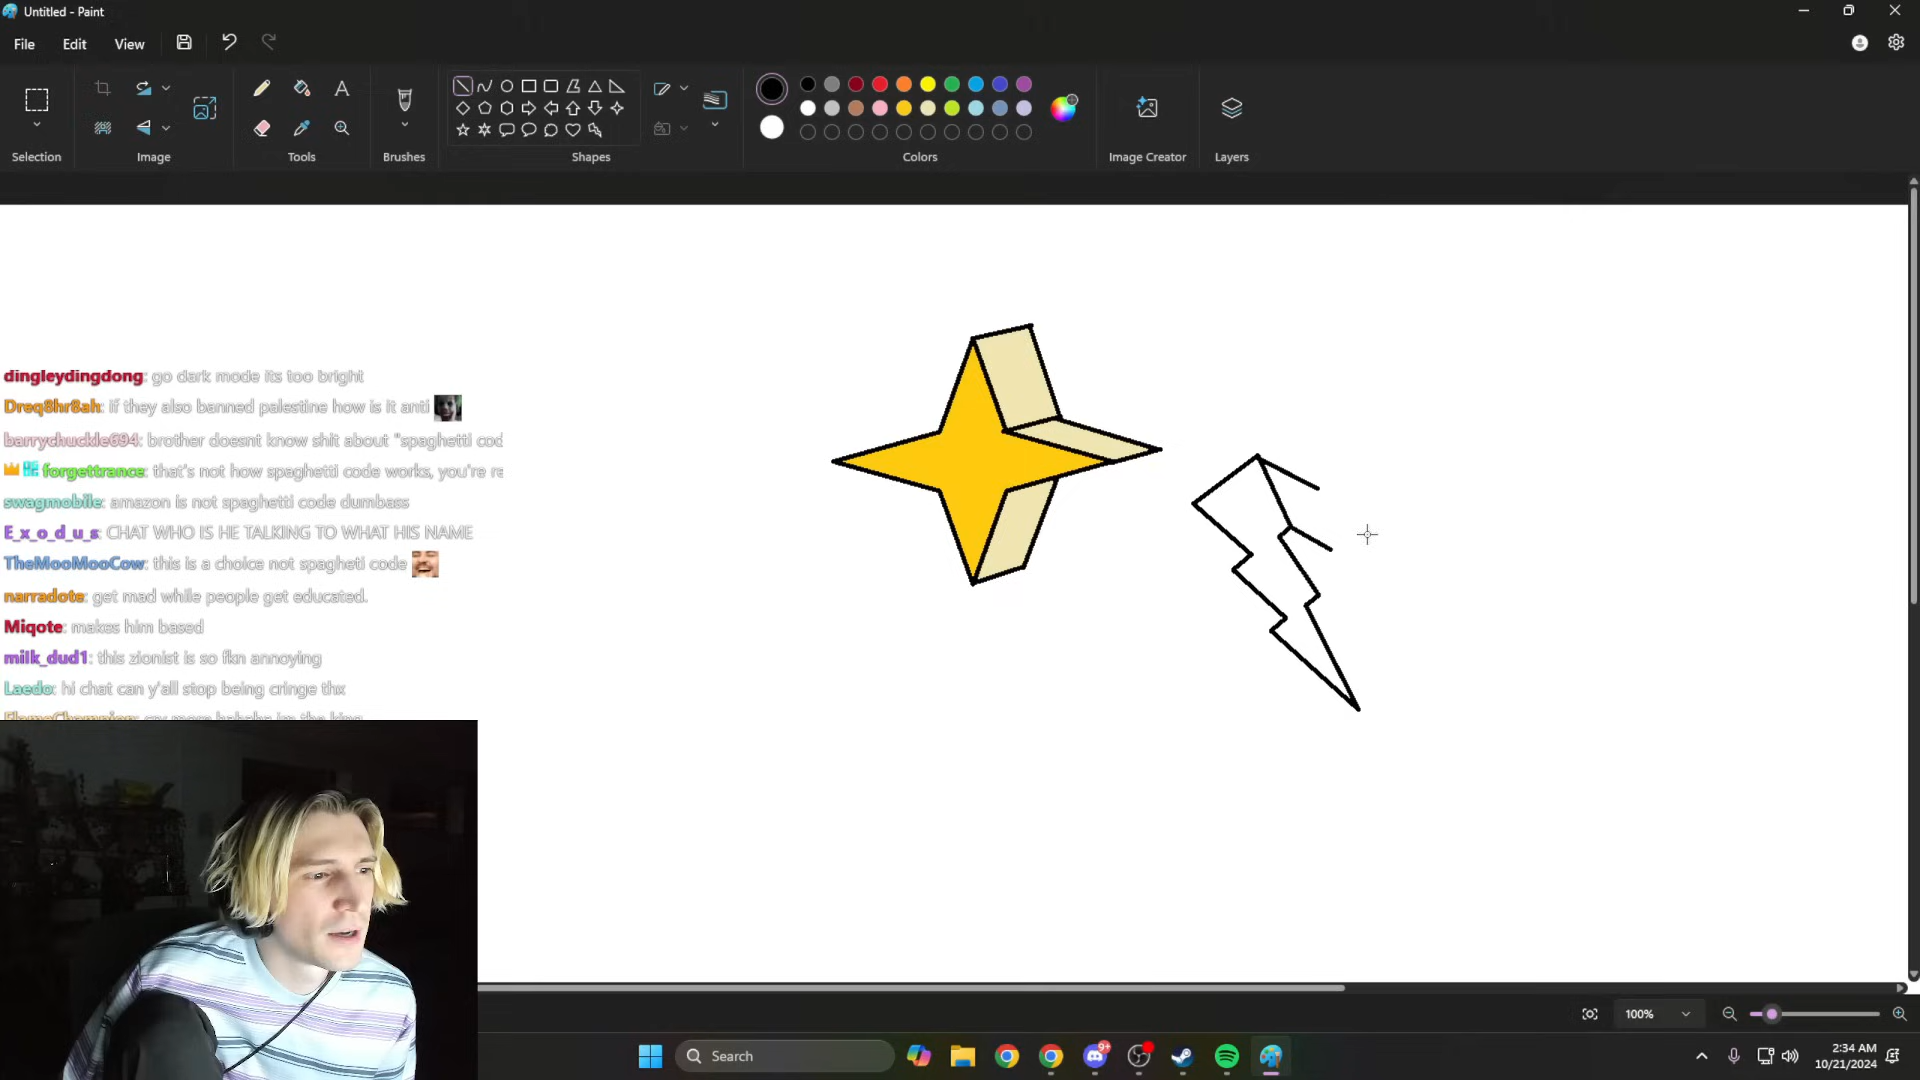 Untitled - Paint
File Edit View
Selection Image Tools Brushes Shapes Colors Image Creator Layers
dingleydingdong: go dark mode its too bright
Dreq8hr8ah: if they also banned palestine how is it anti
barrychuckle694: brother doesnt know shit about "spaghetti cod
forgettrance: that's not how spaghetti code works, you're re
swagmobile: amazon is not spaghetti code dumbass
E_x_o_d_u_s: CHAT WHO IS HE TALKING TO WHAT HIS NAME
TheMooMooCow: this is a choice not spagheti code
narradote: get mad while people get educated.
Miqote: makes him based
milk_dud1: this zionist is so fkn annoying
Laedo: hi chat can y'all stop being cringe thx
100%
Search
9+
2:34 AM
10/21/2024